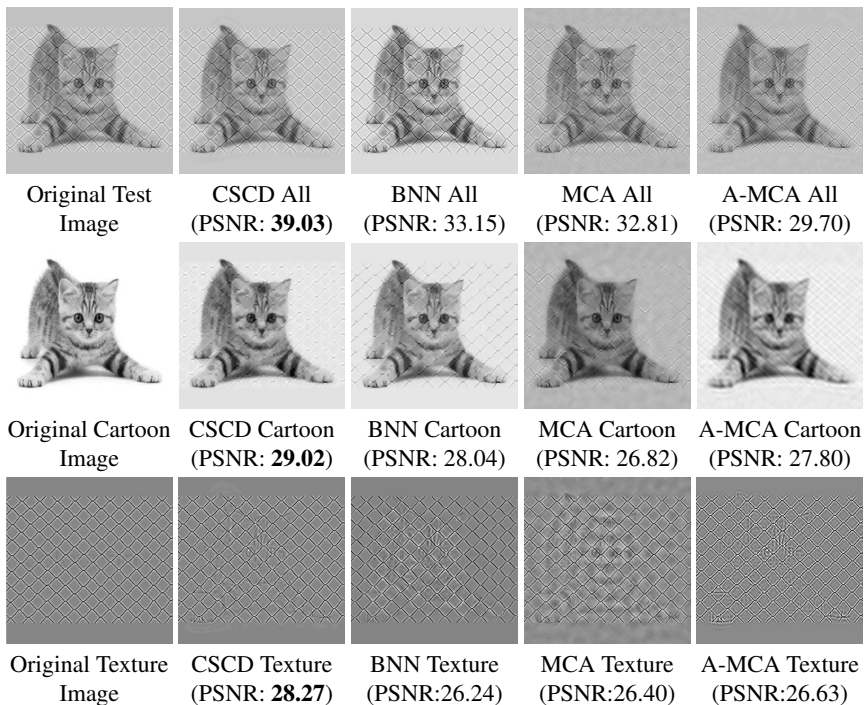 Original Test Image
CSCD All (PSNR: 39.03)
BNN All (PSNR: 33.15)
MCA All (PSNR: 32.81)
A-MCA All (PSNR: 29.70)
Original Cartoon Image
CSCD Cartoon (PSNR: 29.02)
BNN Cartoon (PSNR: 28.04)
MCA Cartoon (PSNR: 26.82)
A-MCA Cartoon (PSNR: 27.80)
Original Texture Image
CSCD Texture (PSNR: 28.27)
BNN Texture (PSNR:26.24)
MCA Texture (PSNR:26.40)
A-MCA Texture (PSNR:26.63)